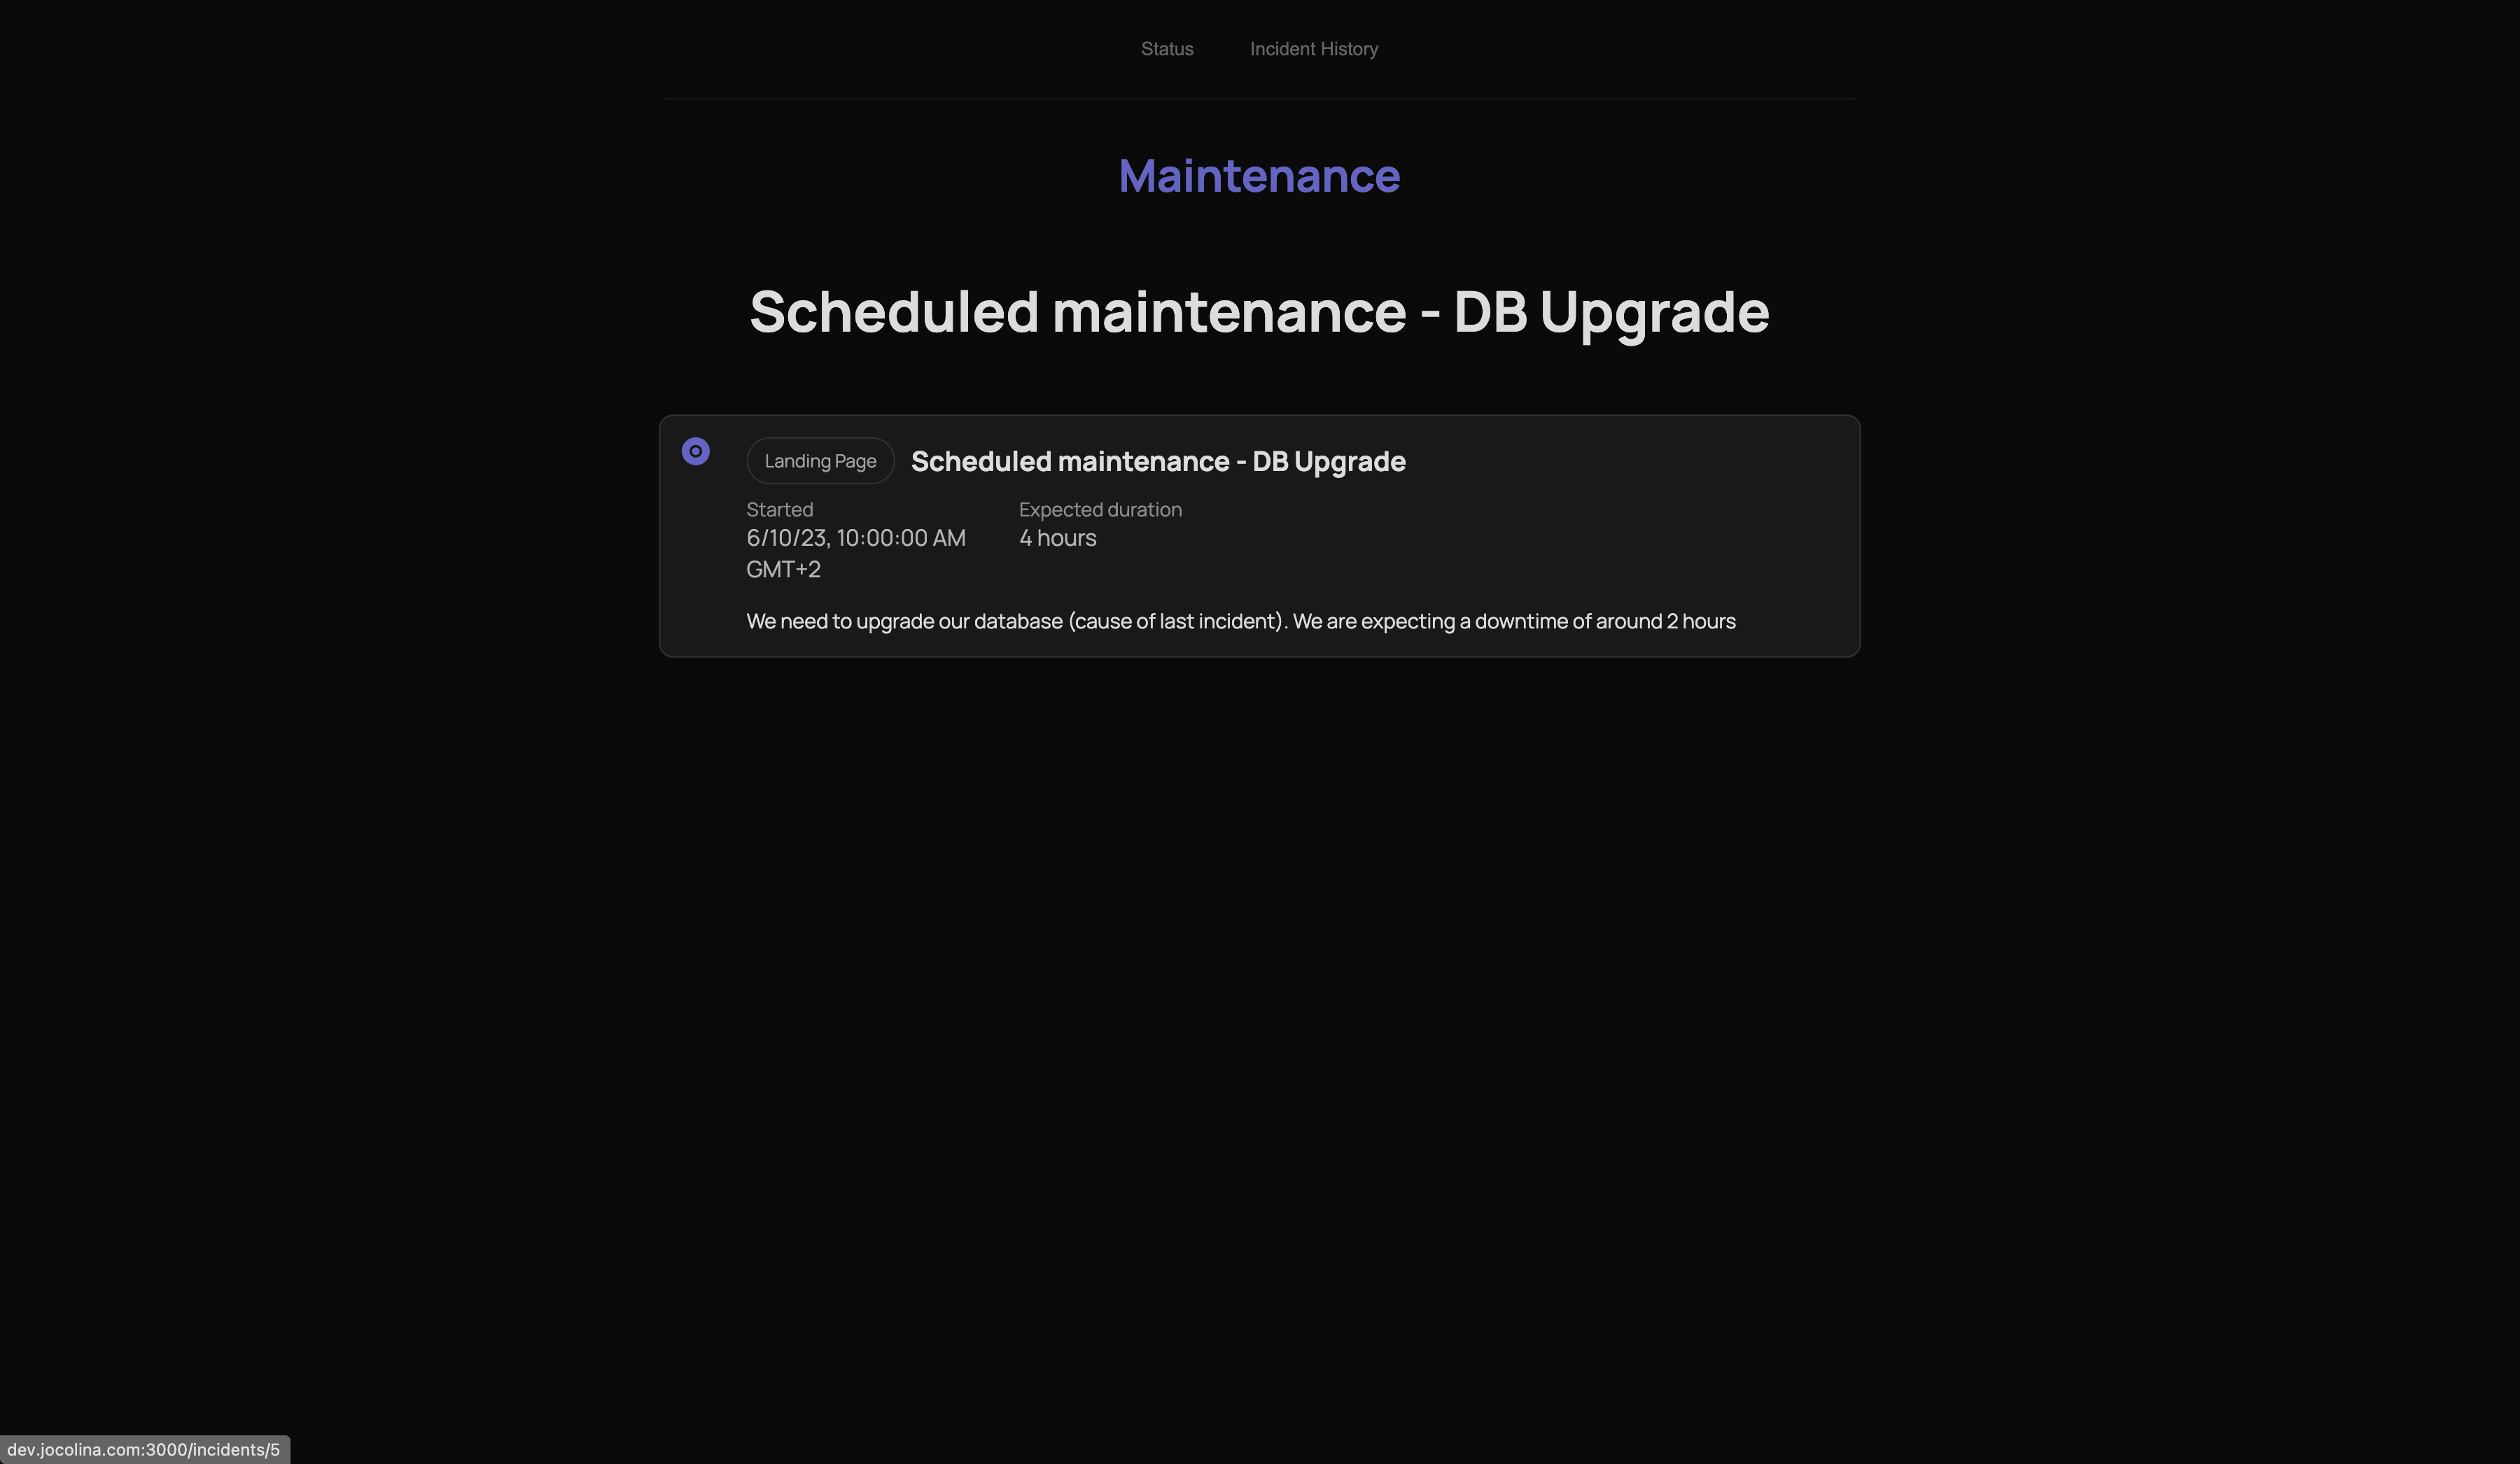 Status Incident History
Maintenance
Scheduled maintenance - DB Upgrade
Landing Page Scheduled maintenance - DB Upgrade
Started Expected duration
6/10/23, 10:00:00 AM 4 hours
GMT+2
We need to upgrade our database (cause of last incident). We are expecting a downtime of around 2 hours
dev.jocolina.com:3000/incidents/5